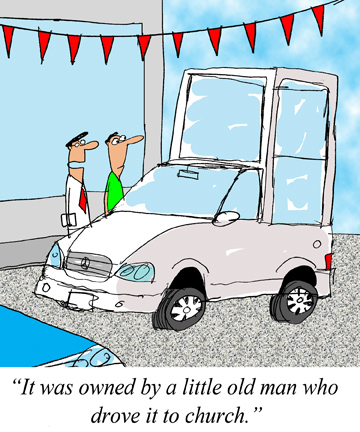 “It was owned by a little old man who
drove it to church.”